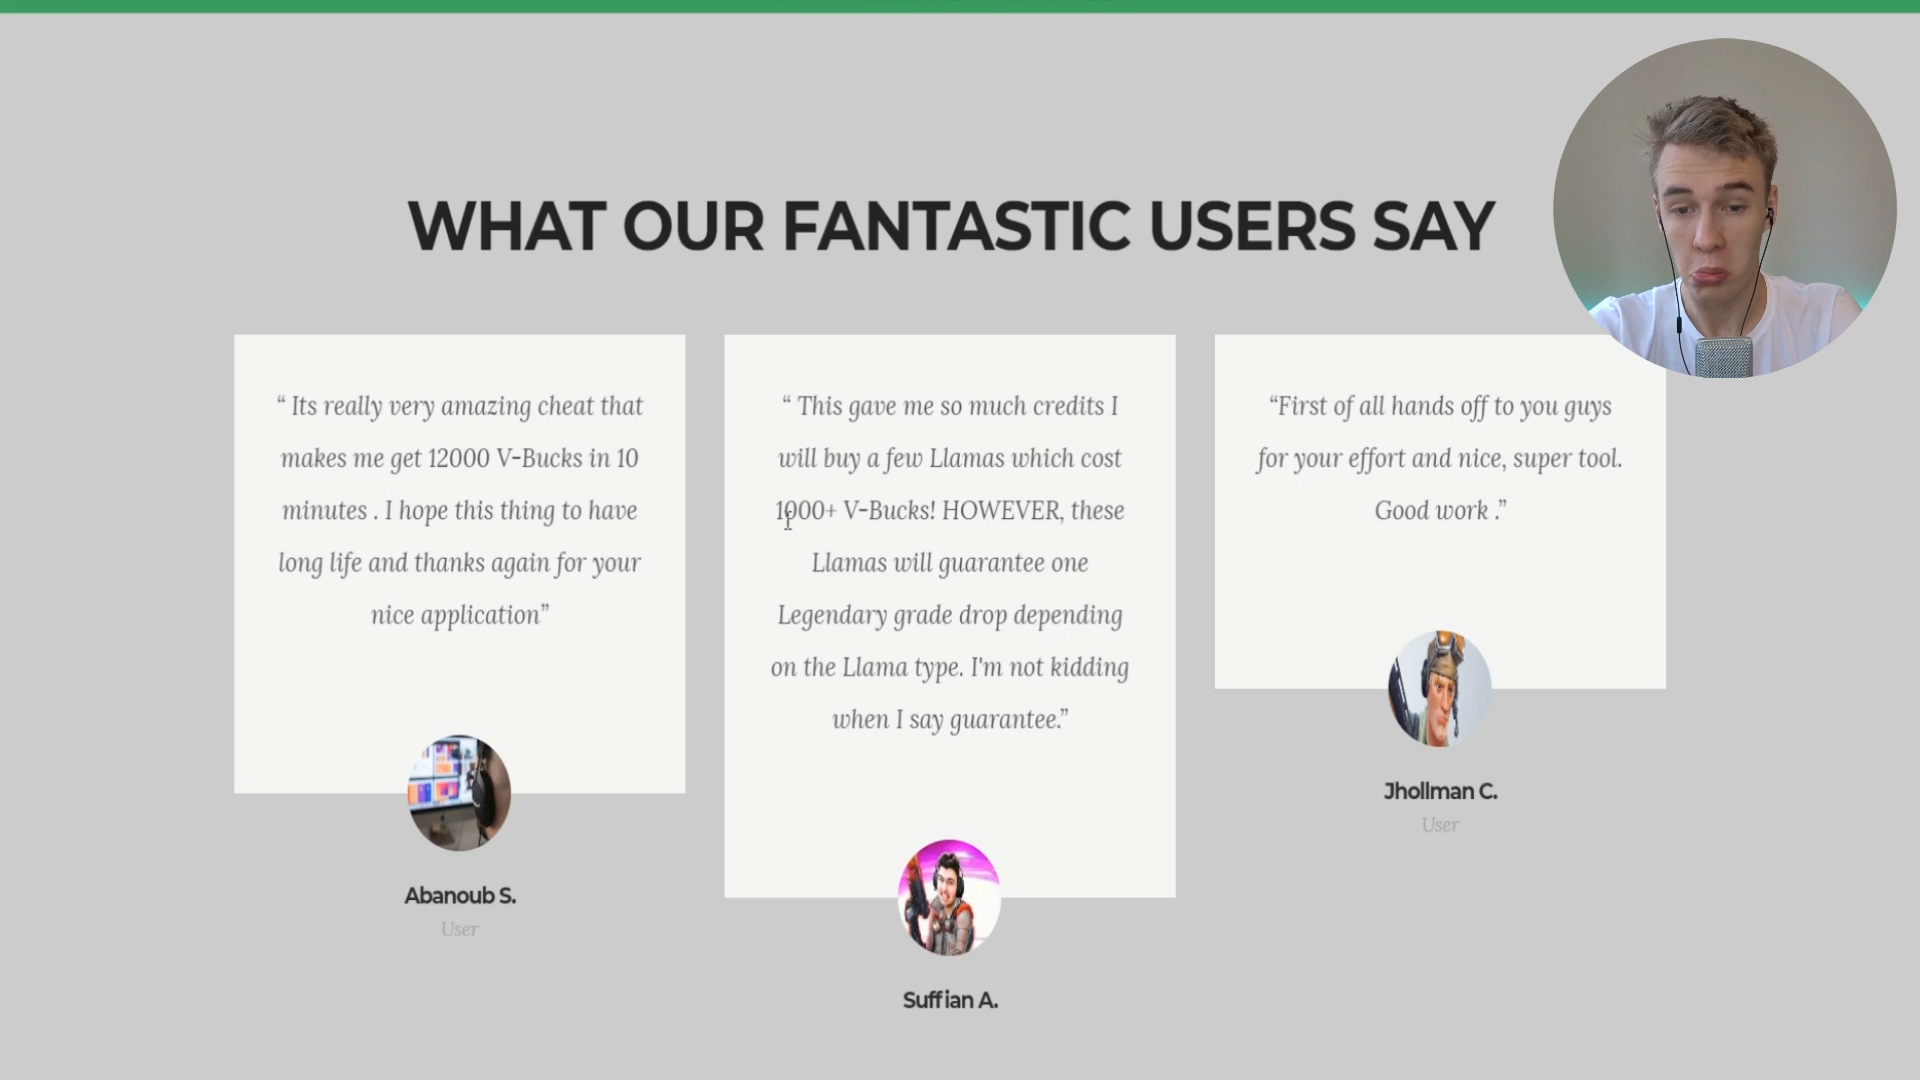 WHAT OUR FANTASTIC USERS SAY
“ Its really very amazing cheat that
makes me get 12000 V-Bucks in 10
minutes . I hope this thing to have
long life and thanks again for your
nice application”
Abanoub S.
User
“ This gave me so much credits I
will buy a few Llamas which cost
1000+ V-Bucks! HOWEVER, these
Llamas will guarantee one
Legendary grade drop depending
on the Llama type. I'm not kidding
when I say guarantee.”
Suffian A.
“First of all hands off to you guys
for your effort and nice, super tool.
Good work .”
Jhollman C.
User